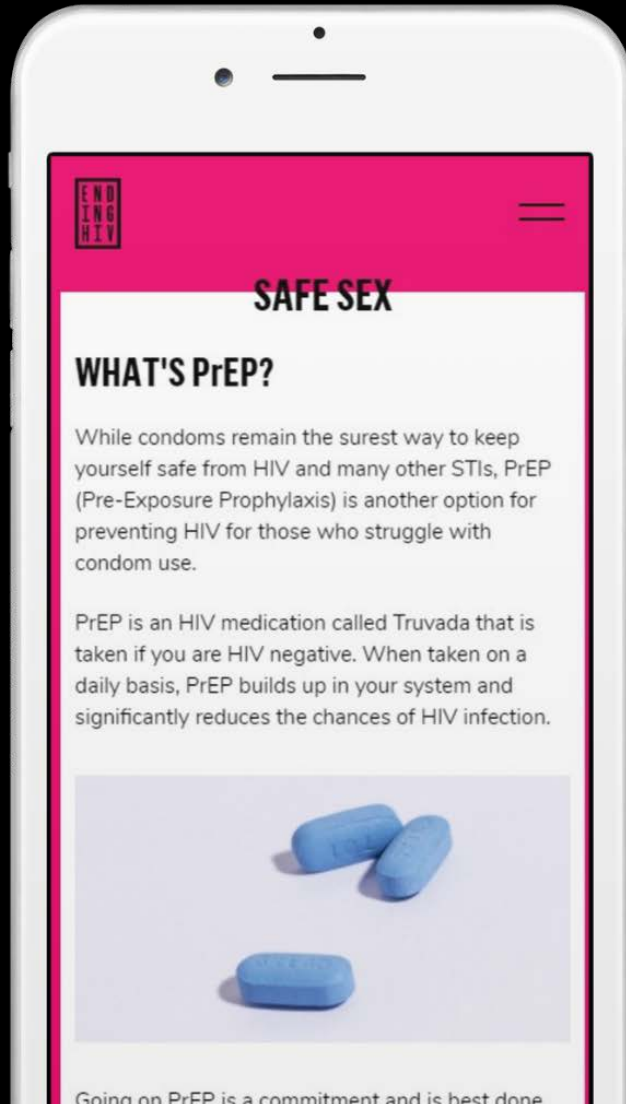 END
ING
HIV
SAFE SEX
WHAT'S PrEP?
While condoms remain the surest way to keep
yourself safe from HIV and many other STIs, PrEP
(Pre-Exposure Prophylaxis) is another option for
preventing HIV for those who struggle with
condom use.
PrEP is an HIV medication called Truvada that is
taken if you are HIV negative. When taken on a
daily basis, PrEP builds up in your system and
significantly reduces the chances of HIV infection.
Going on PrEP is a commitment and is best done